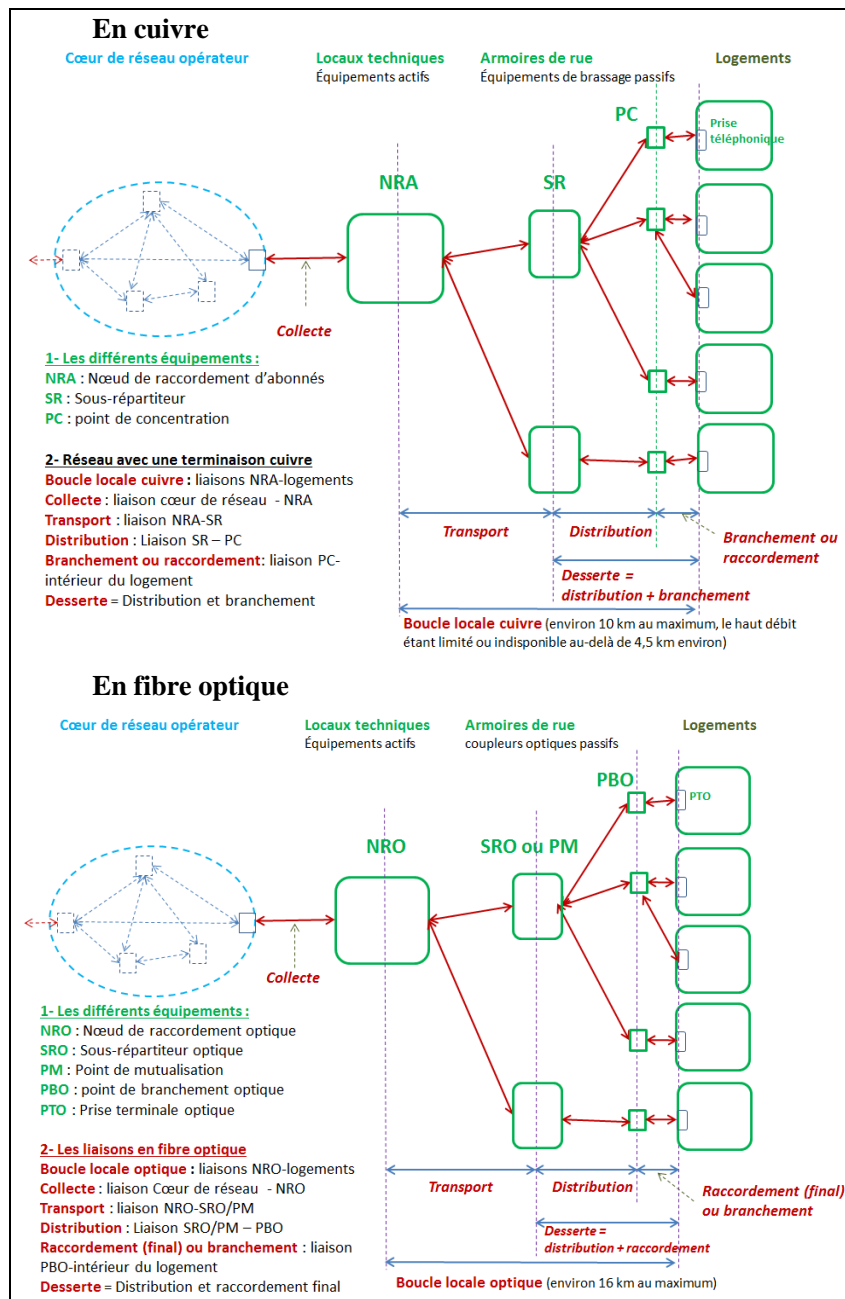 En cuivre
Cœur de réseau opérateur
Locaux techniques
Équipements actifs
Armoires de rue
Équipements de brassage passifs
Logements
PC
Prise
téléphonique
NRA
SR
Collecte
1- Les différents équipements :
NRA : Nœud de raccordement d'abonnés
SR : Sous-répartiteur
PC : point de concentration
2- Réseau avec une terminaison cuivre
Boucle locale cuivre : liaisons NRA-logements
Collecte : liaison cœur de réseau - NRA
Transport : liaison NRA-SR
Distribution : Liaison SR – PC
Branchement ou raccordement: liaison PC-
intérieur du logement
Desserte = Distribution et branchement
Transport
Distribution
Branchement ou
raccordement
Desserte =
distribution + branchement
Boucle locale cuivre (environ 10 km au maximum, le haut débit
étant limité ou indisponible au-delà de 4,5 km environ)
En fibre optique
Cœur de réseau opérateur
Locaux techniques
Équipements actifs
Armoires de rue
coupleurs optiques passifs
Logements
PBO
PTO
NRO
SRO ou PM
Collecte
1- Les différents équipements :
NRO : Nœud de raccordement optique
SRO : Sous-répartiteur optique
PM : Point de mutualisation
PBO : point de branchement optique
PTO : Prise terminale optique
2- Les liaisons en fibre optique
Boucle locale optique : liaisons NRO-logements
Collecte : liaison Cœur de réseau - NRO
Transport : liaison NRO-SRO/PM
Distribution : Liaison SRO/PM – PBO
Raccordement (final) ou branchement : liaison
PBO-intérieur du logement
Desserte = Distribution et raccordement final
Transport
Distribution
Raccordement (final)
ou branchement
Desserte =
distribution + raccordement
Boucle locale optique (environ 16 km au maximum)